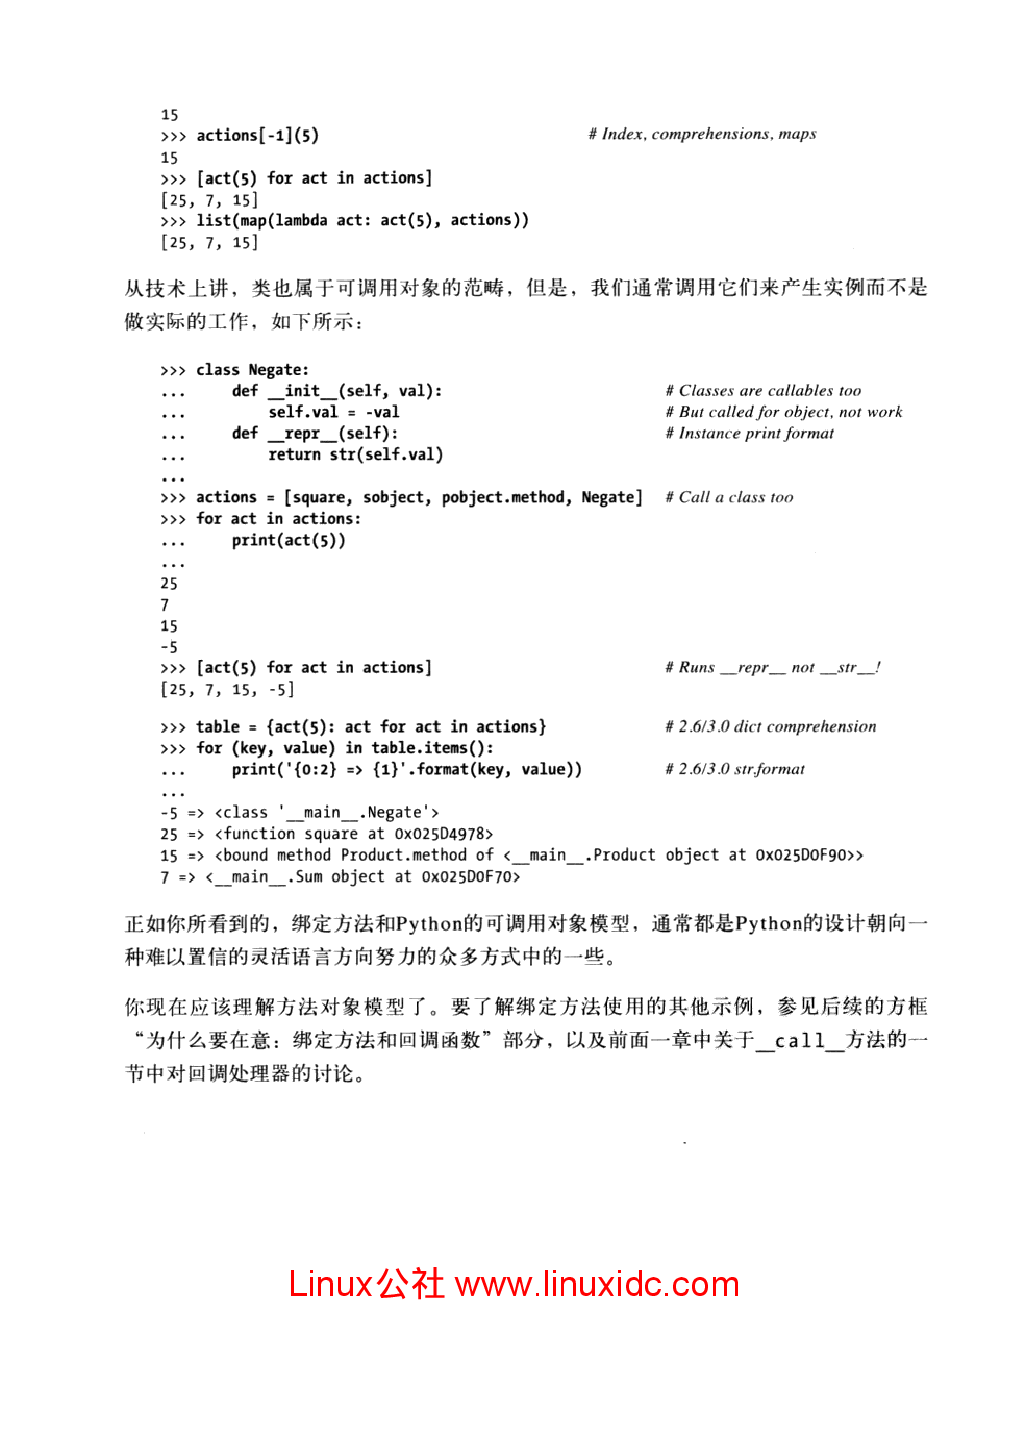 15
>>> actions[-1](5) # Index, comprehensions, maps
15
>>> [act(5) for act in actions]
[25, 7, 15]
>>> list(map(lambda act: act(5), actions))
[25, 7, 15]
从技术上讲，类也属于可调用对象的范畴，但是，我们通常调用它们来产生实例而不是
做实际的工作，如下所示：
>>> class Negate:
... def __init__(self, val): # Classes are callables too
... self.val = -val # But called for object, not work
... def __repr__(self): # Instance print format
... return str(self.val)
...
>>> actions = [square, sobject, pobject.method, Negate] # Call a class too
>>> for act in actions:
... print(act(5))
...
25
7
15
-5
>>> [act(5) for act in actions] # Runs __repr__ not __str__!
[25, 7, 15, -5]
>>> table = {act(5): act for act in actions} # 2.6/3.0 dict comprehension
>>> for (key, value) in table.items():
... print('{0:2} => {1}'.format(key, value)) # 2.6/3.0 str.format
...
-5 => <class '__main__.Negate'>
25 => <function square at 0x025D4978>
15 => <bound method Product.method of <__main__.Product object at 0x025D0F90>>
7 => <__main__.Sum object at 0x025D0F70>
正如你所看到的，绑定方法和Python的可调用对象模型，通常都是Python的设计朝向一
种难以置信的灵活语言方向努力的众多方式中的一些。
你现在应该理解方法对象模型了。要了解绑定方法使用的其他示例，参见后续的方框
“为什么要在意：绑定方法和回调函数”部分，以及前面一章中关于__call__方法的一
节中对回调处理器的讨论。
Linux公社 www.linuxidc.com